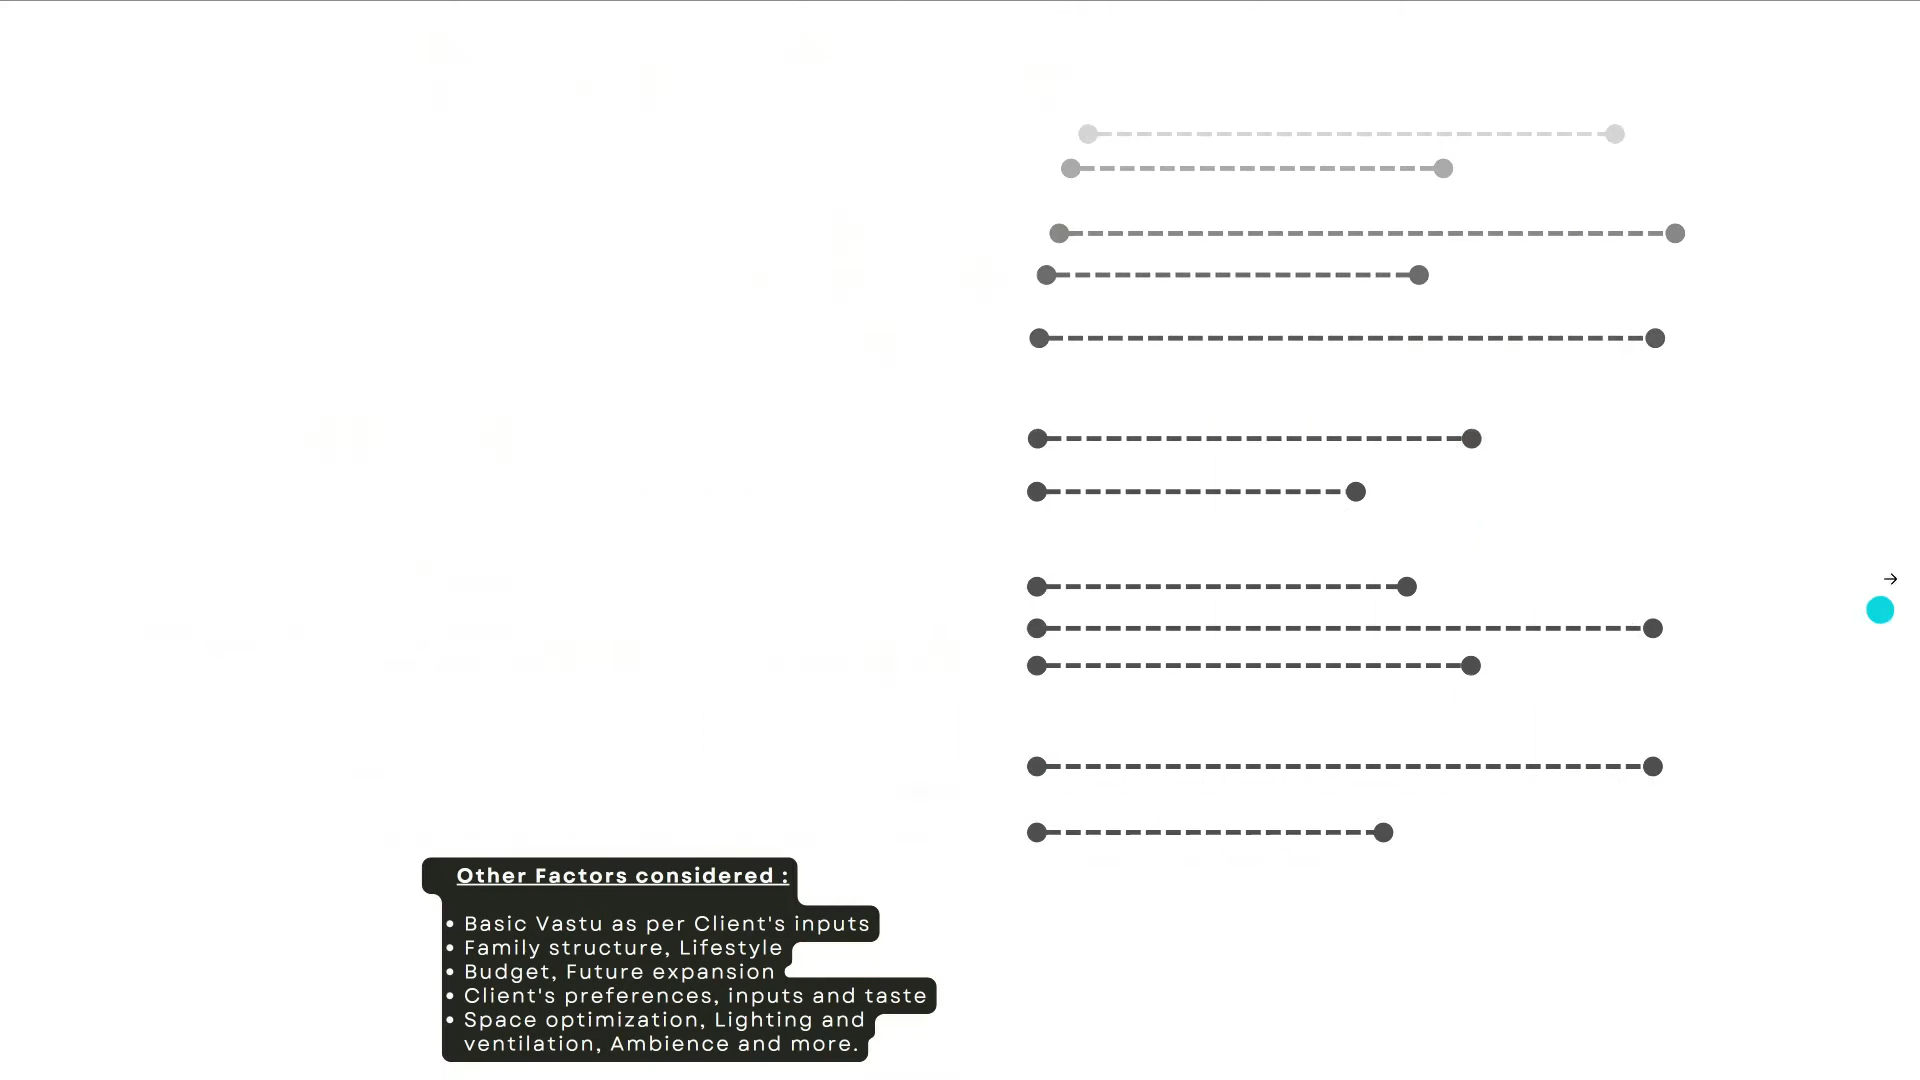 Other Factors considered :
• Basic Vastu as per Client's inputs
• Family structure, Lifestyle
• Budget, Future expansion
• Client's preferences, inputs and taste
• Space optimization, Lighting and
ventilation, Ambience and more.